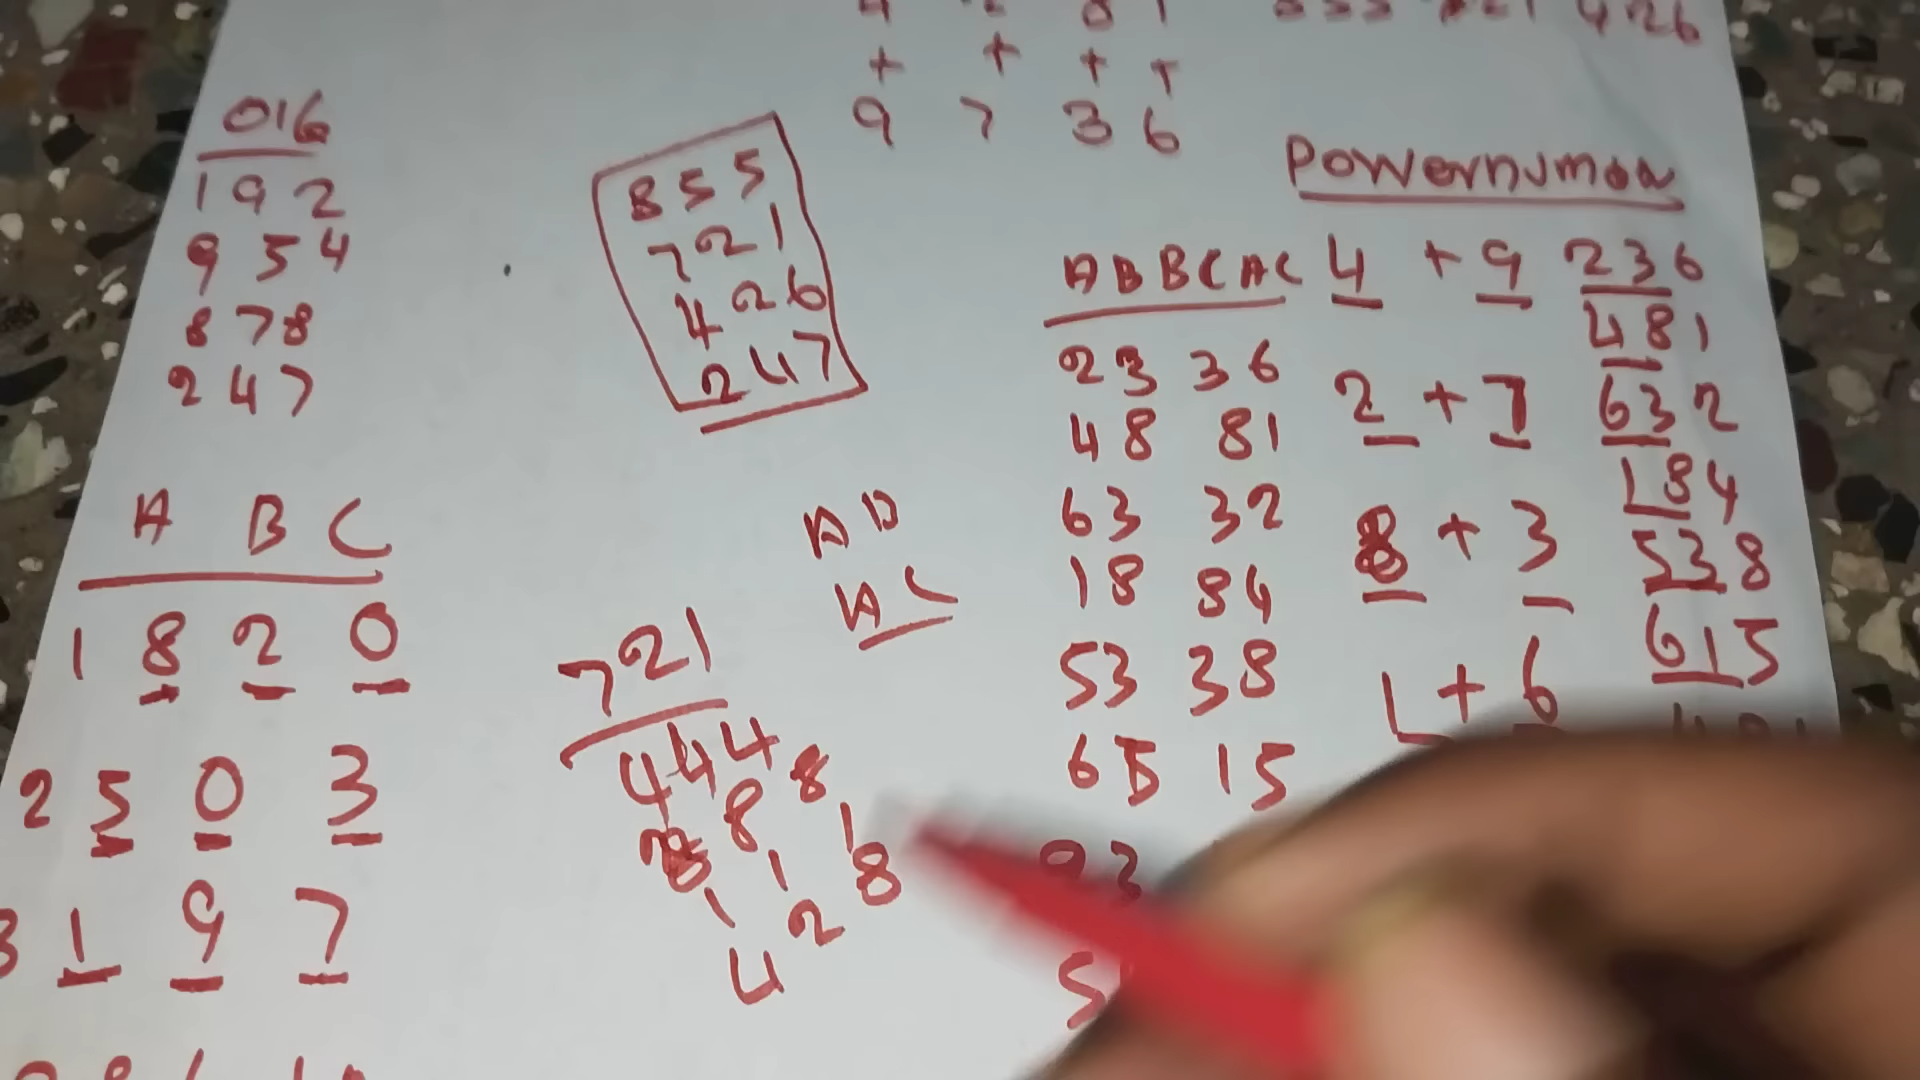 + + + +
9 7 3 6
016
192
954
878
247
855
721
426
247
Powernumon
A B B C A C 4 + 9 236
481
23 36
2 + 7 632
48 81
184
63 32
8 + 3 538
18 84
615
53 38
1 + 6
65 15
A B C
1 8 2 0
2 5 0 3
3 1 9 7
A B
A C
721
444
8 8
1 1
8
2
4